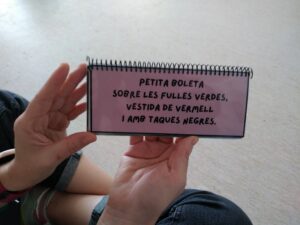 PETITA BOLETA
SOBRE LES FULLES VERDES,
VESTIDA DE VERMELL
I AMB TAQUES NEGRES.